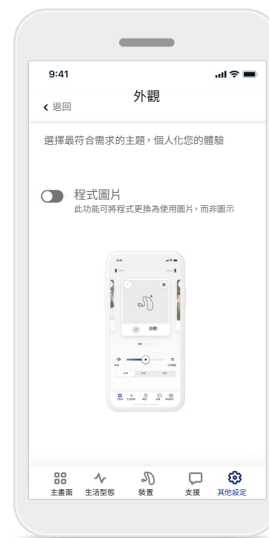 9:41
外觀
返回
選擇最符合需求的主題，個人化您的體驗
程式圖片
此功能可將程式更換為使用圖片，而非圖示
自動
主畫面 生活型態 裝置 支援 其他設定